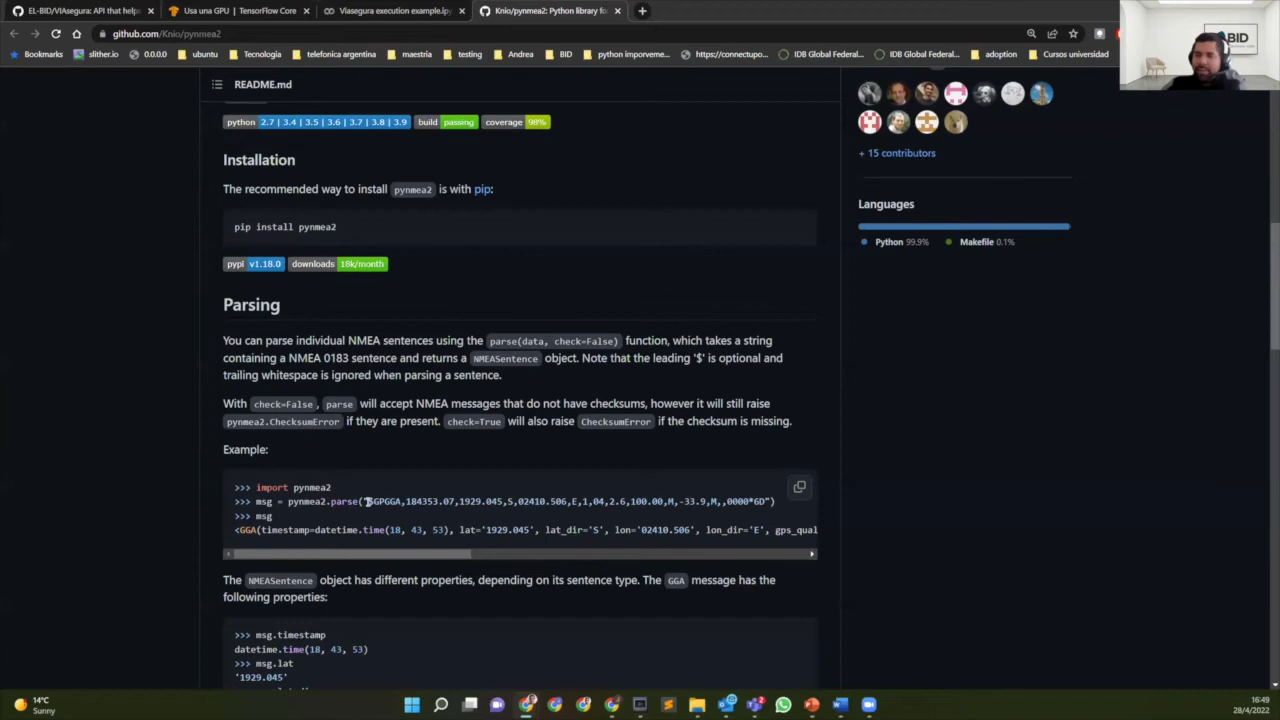 EL-BID/VIAsegura: API that help
Usa una GPU | TensorFlow Core
Viasegura execution example.ipy
Knio/pynmea2: Python library fo
github.com/Knio/pynmea2
Bookmarks
slither.io
0.0.0.0
ubuntu
Tecnologia
telefonica argentina
maestria
testing
Andrea
BID
python imporveme...
https://connectupo...
IDB Global Federal...
IDB Global Federal...
adoption
Cursos universidad
BID
README.md
python 2.7 | 3.4 | 3.5 | 3.6 | 3.7 | 3.8 | 3.9 build passing coverage 98%
Installation
The recommended way to install pynmea2 is with pip:
pip install pynmea2
pypi v1.18.0 downloads 18k/month
Parsing
You can parse individual NMEA sentences using the parse(data, check=False) function, which takes a string
containing a NMEA 0183 sentence and returns a NMEASentence object. Note that the leading '$' is optional and
trailing whitespace is ignored when parsing a sentence.
With check=False, parse will accept NMEA messages that do not have checksums, however it will still raise
pynmea2.ChecksumError if they are present. check=True will also raise ChecksumError if the checksum is missing.
Example:
>>> import pynmea2
>>> msg = pynmea2.parse("$GPGGA,184353.07,1929.045,S,02410.506,E,1,04,2.6,100.00,M,-33.9,M,,0000*6D")
>>> msg
<GGA(timestamp=datetime.time(18, 43, 53), lat='1929.045', lat_dir='S', lon='02410.506', lon_dir='E', gps_qual
The NMEASentence object has different properties, depending on its sentence type. The GGA message has the
following properties:
>>> msg.timestamp
datetime.time(18, 43, 53)
>>> msg.lat
'1929.045'
+ 15 contributors
Languages
Python 99.9%
Makefile 0.1%
14°C
Sunny
16:49
28/4/2022